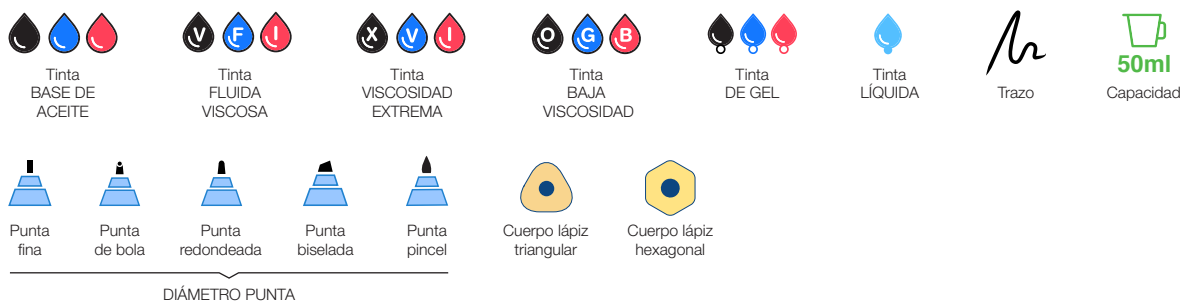 V F I
X V I
O G B
50ml
Tinta
BASE DE
ACEITE
Tinta
FLUIDA
VISCOSA
Tinta
VISCOSIDAD
EXTREMA
Tinta
BAJA
VISCOSIDAD
Tinta
DE GEL
Tinta
LÍQUIDA
Trazo
Capacidad
Punta
fina
Punta
de bola
Punta
redondeada
Punta
biselada
Punta
pincel
Cuerpo lápiz
triangular
Cuerpo lápiz
hexagonal
DIÁMETRO PUNTA